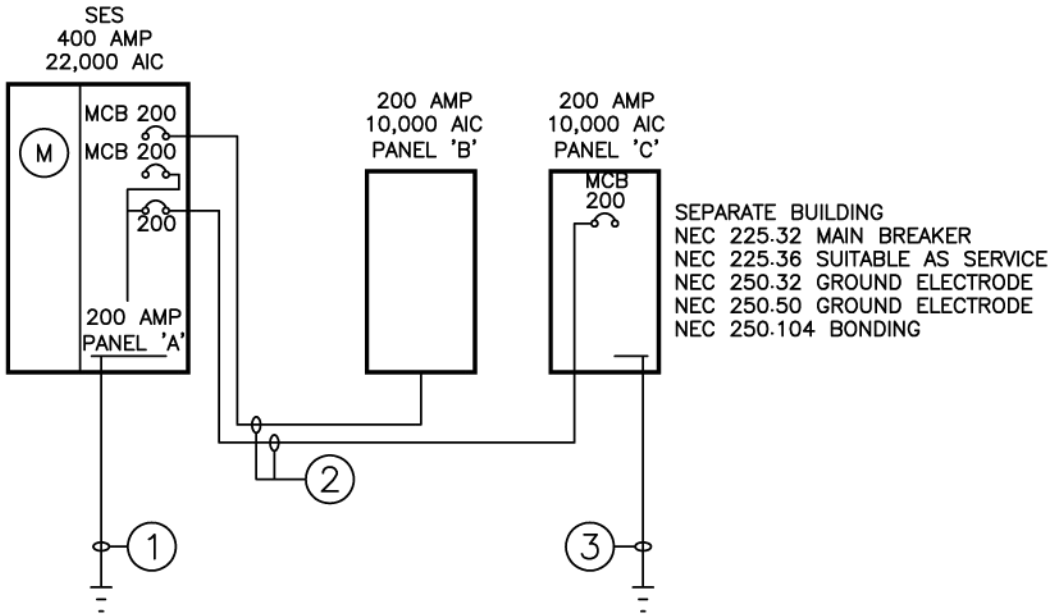 SES
400 AMP
22,000 AIC
MCB 200
M
MCB 200
200
200 AMP
PANEL 'A'
200 AMP
10,000 AIC
PANEL 'B'
200 AMP
10,000 AIC
PANEL 'C'
MCB
200
SEPARATE BUILDING
NEC 225.32 MAIN BREAKER
NEC 225.36 SUITABLE AS SERVICE
NEC 250.32 GROUND ELECTRODE
NEC 250.50 GROUND ELECTRODE
NEC 250.104 BONDING
2
1
3